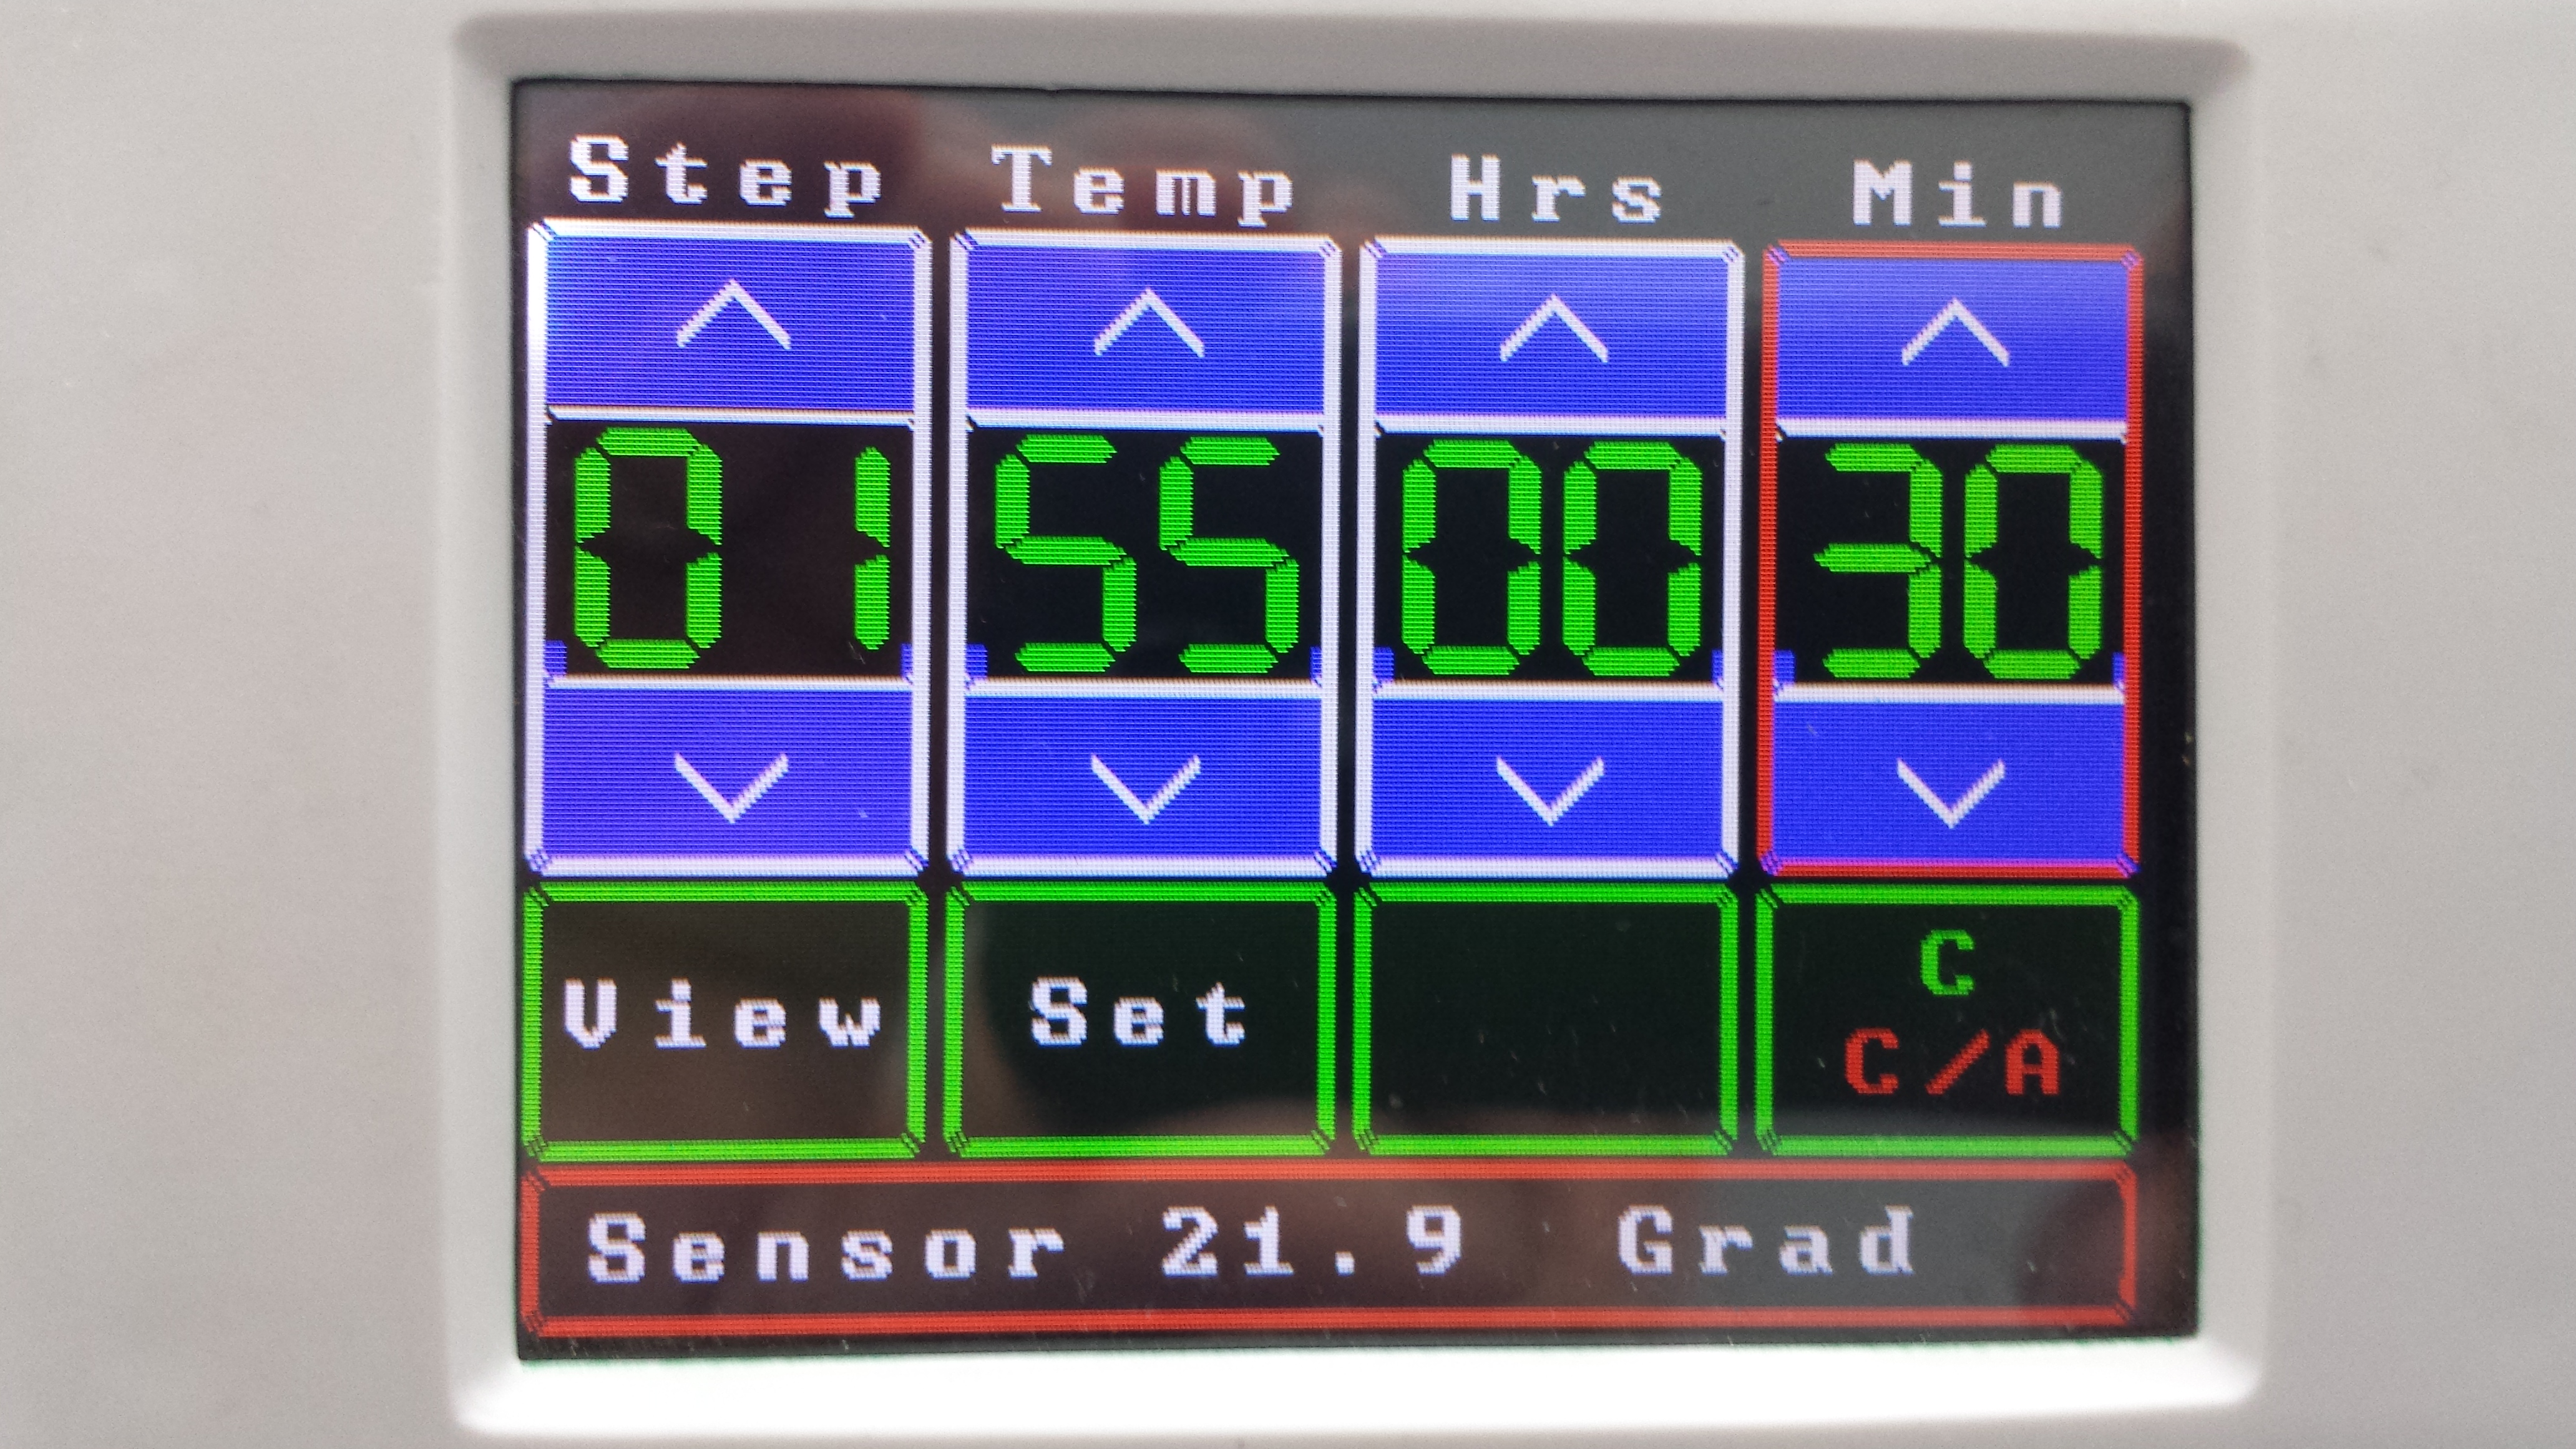 Step Temp Hrs Min
01 55 00 30
View Set C
C/A
Sensor 21.9 Grad